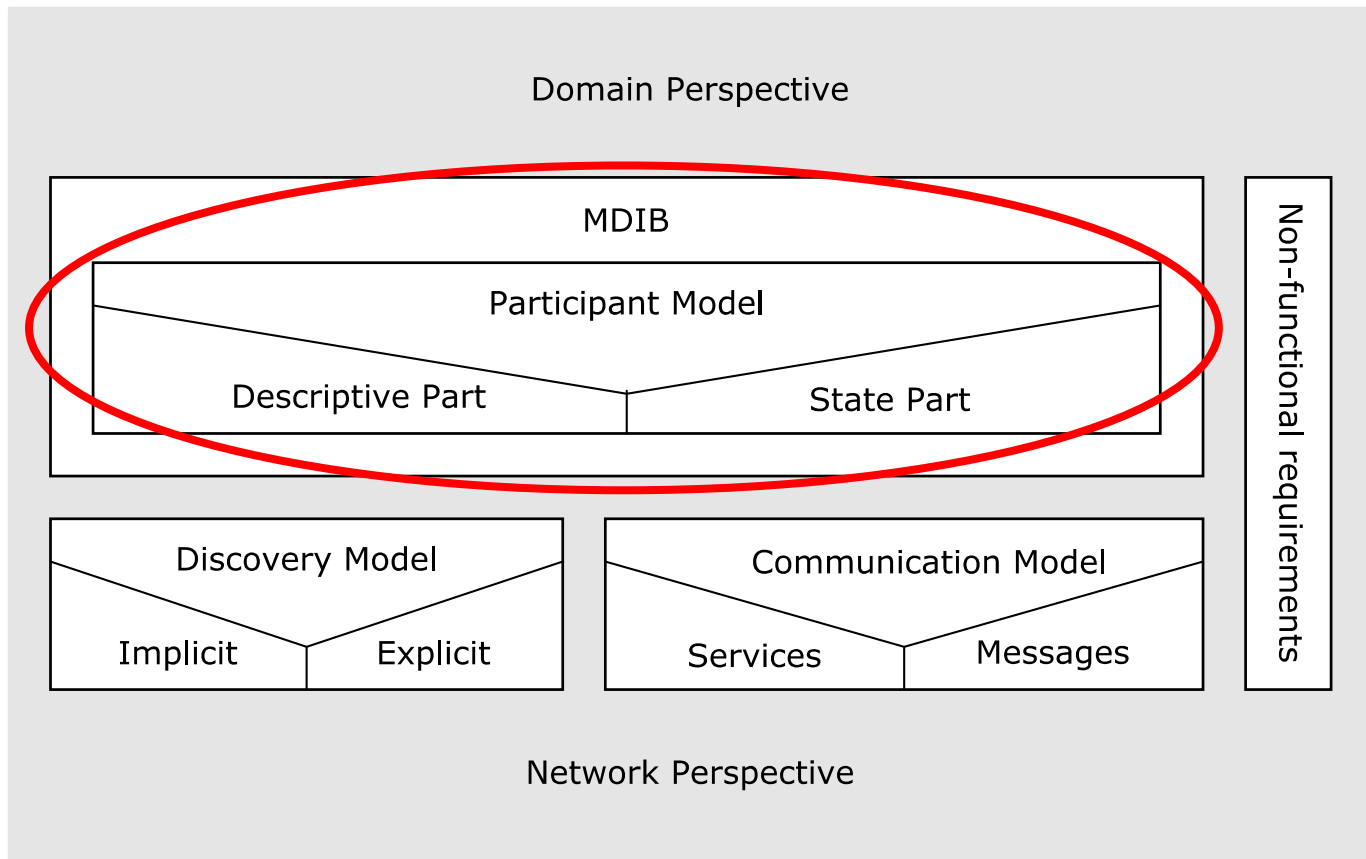 Domain Perspective
MDIB
Participant Model
Descriptive Part
State Part
Non-functional requirements
Discovery Model
Implicit
Explicit
Communication Model
Services
Messages
Network Perspective